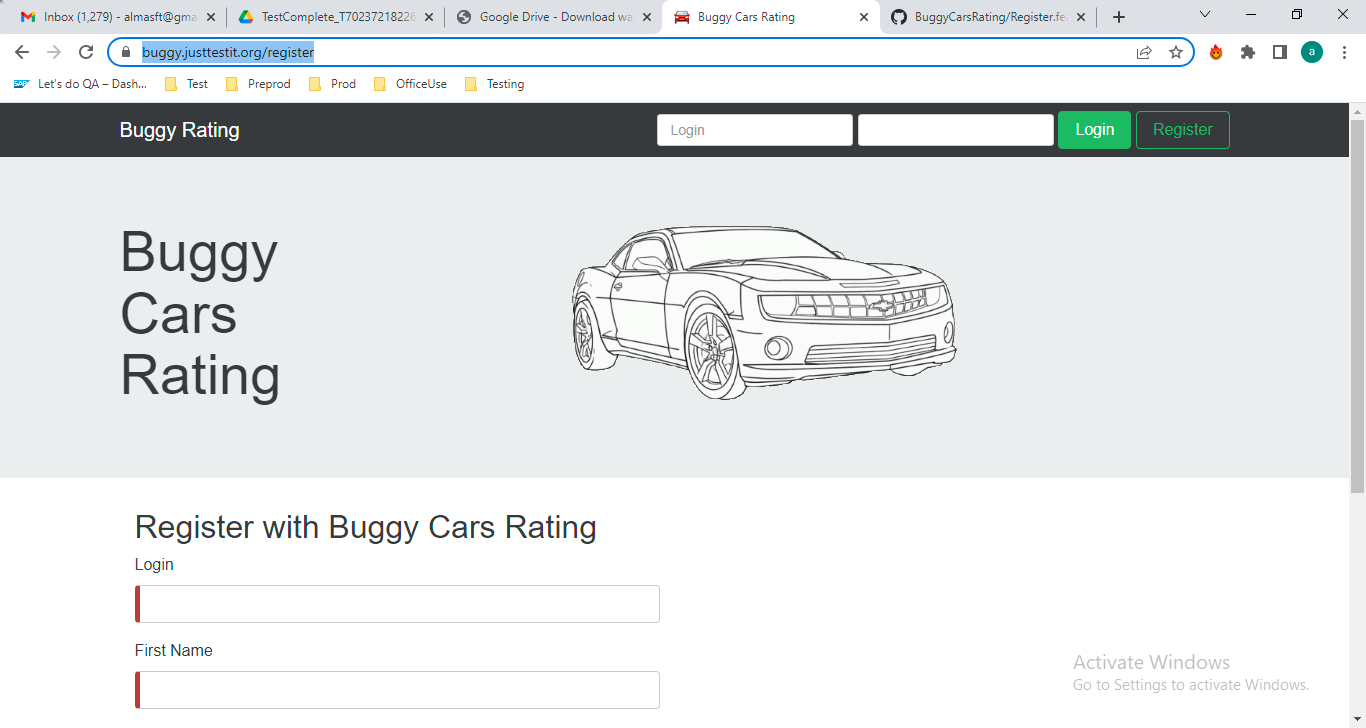 Inbox (1,279) - almasft@gma
TestComplete_T70237218226
Google Drive - Download wa
Buggy Cars Rating
BuggyCarsRating/Register.fe
buggy.justtestit.org/register
a
SAP
Let's do QA – Dash...
Test
Preprod
Prod
OfficeUse
Testing
Buggy Rating
Login
Login
Register
Buggy
Cars
Rating
Register with Buggy Cars Rating
Login
First Name
Activate Windows
Go to Settings to activate Windows.